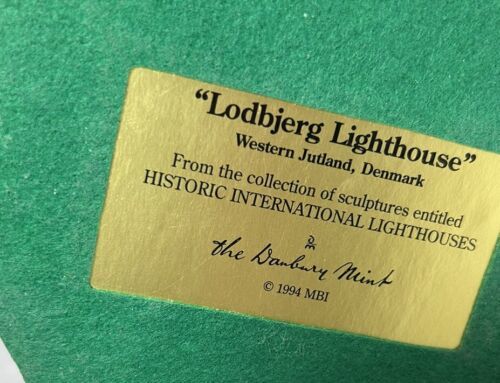 “Lodbjerg Lighthouse”
Western Jutland, Denmark
From the collection of sculptures entitled
HISTORIC INTERNATIONAL LIGHTHOUSES
the Danbury Mint
© 1994 MBI